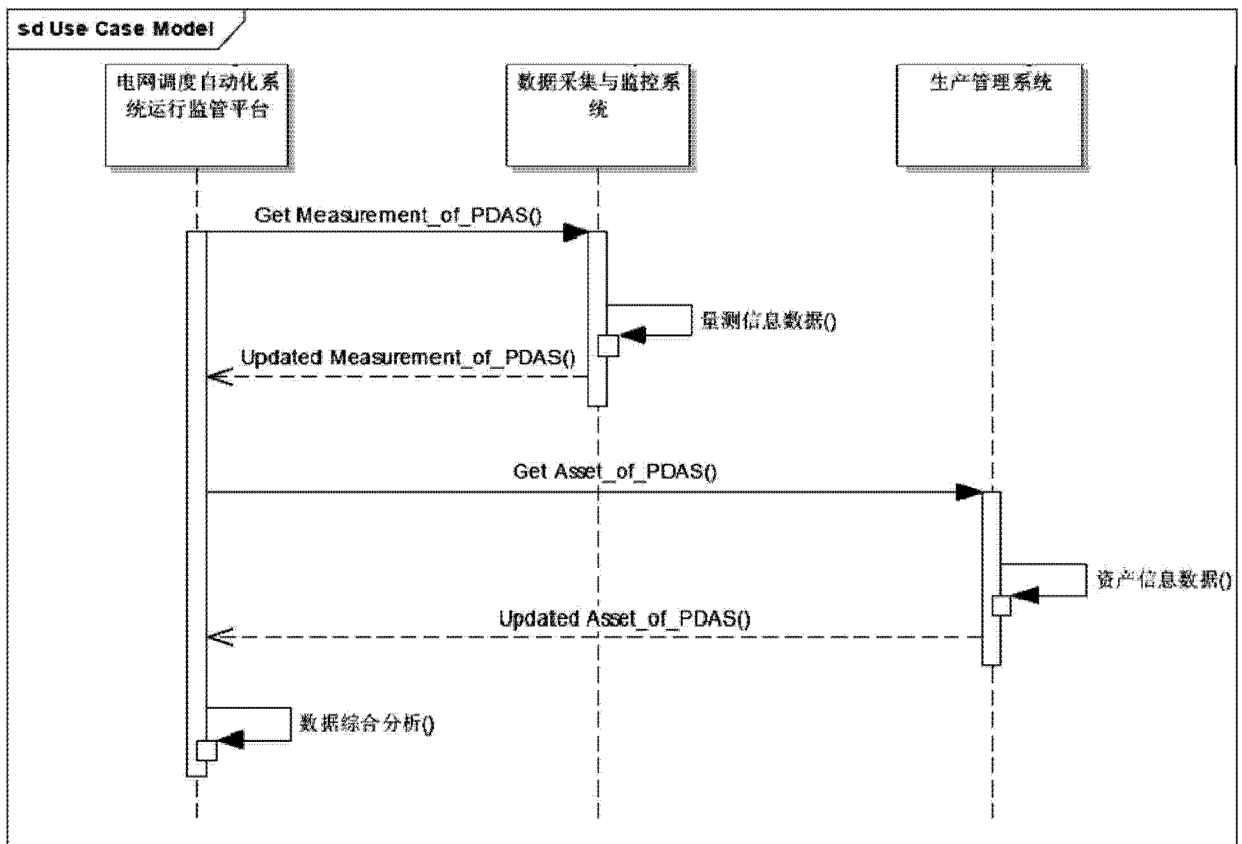 sd Use Case Model
电网调度自动化系
统运行监管平台
数据采集与监控系
统
生产管理系统
Get Measurement_of_PDAS()
量测信息数据()
Updated Measurement_of_PDAS()
Get Asset_of_PDAS()
资产信息数据()
Updated Asset_of_PDAS()
数据综合分析()